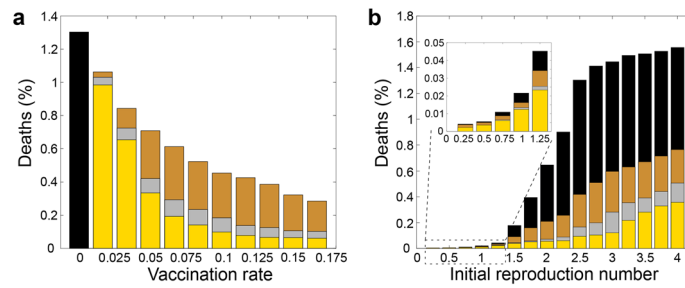 a
Deaths (%)
1.4
1.2
1
0.8
0.6
0.4
0.2
0
0 0.025 0.05 0.075 0.1 0.125 0.15 0.175
Vaccination rate
b
Deaths (%)
1.8
1.6
1.4
1.2
1
0.8
0.6
0.4
0.2
0
0.05
0.04
0.03
0.02
0.01
0
0 0.25 0.5 0.75 1 1.25
0 0.5 1 1.5 2 2.5 3 3.5 4
Initial reproduction number